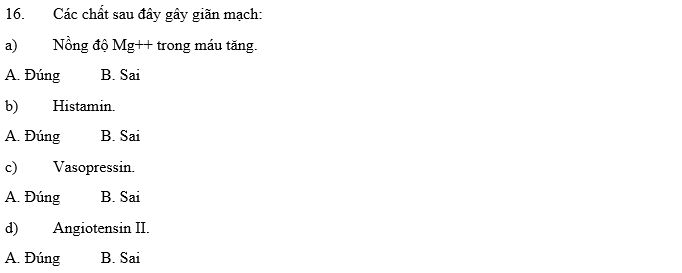 16. Các chất sau đây gây giãn mạch:
a) Nồng độ Mg++ trong máu tăng.
A. Đúng B. Sai
b) Histamin.
A. Đúng B. Sai
c) Vasopressin.
A. Đúng B. Sai
d) Angiotensin II.
A. Đúng B. Sai